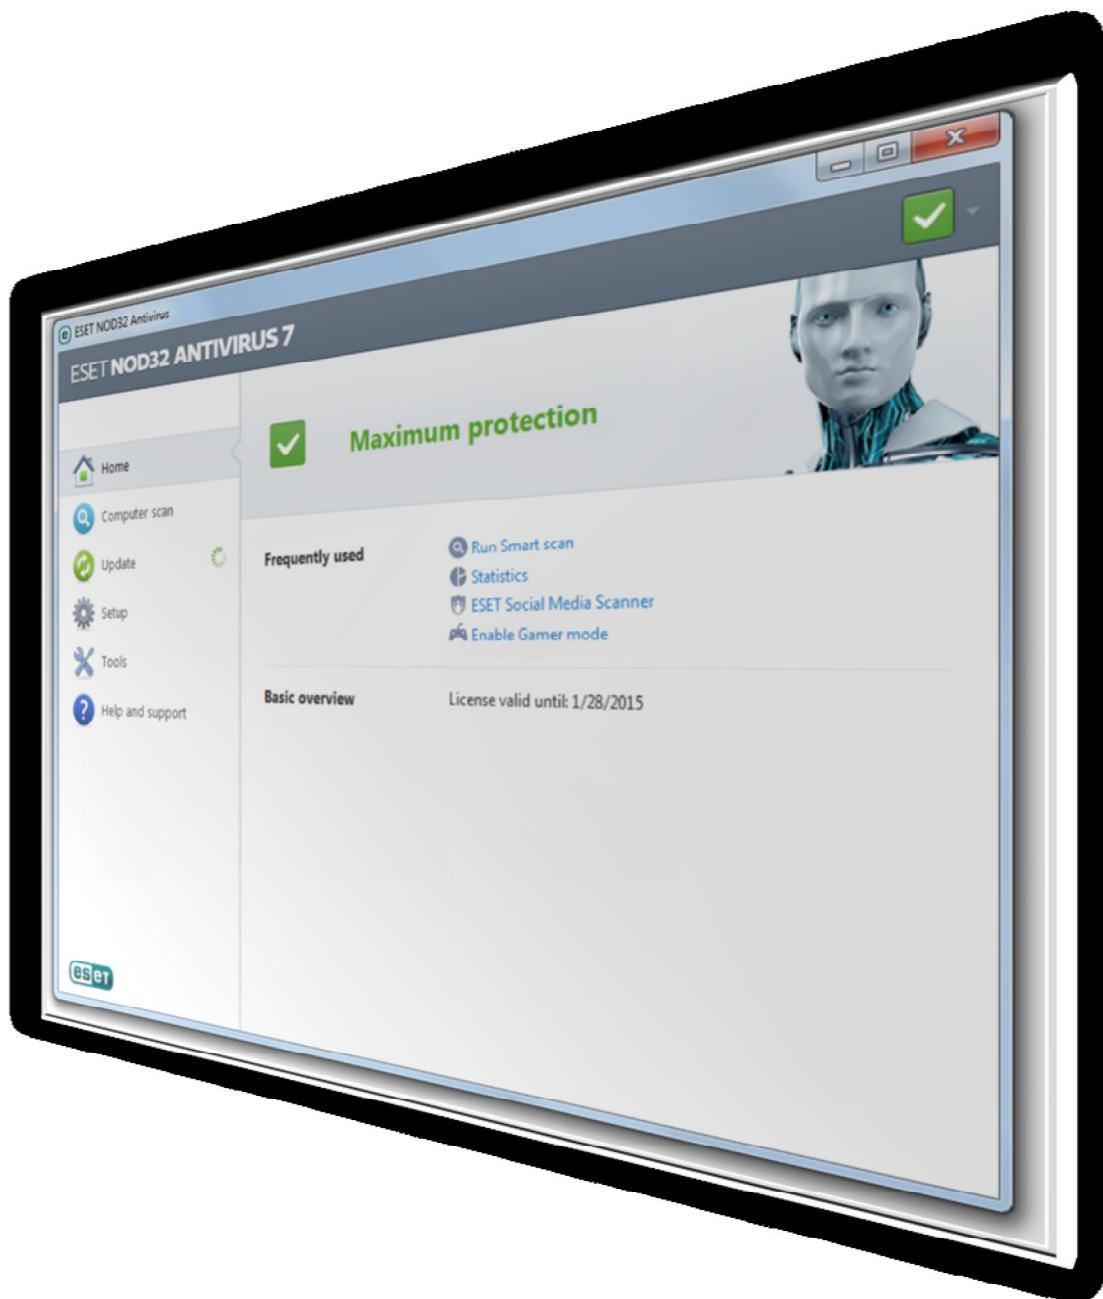 ESET NOD32 Antivirus
ESET NOD32 ANTIVIRUS 7
Maximum protection
Home
Computer scan
Update
Setup
Tools
Help and support
Frequently used
Run Smart scan
Statistics
ESET Social Media Scanner
Enable Gamer mode
Basic overview
License valid until: 1/28/2015
eseT